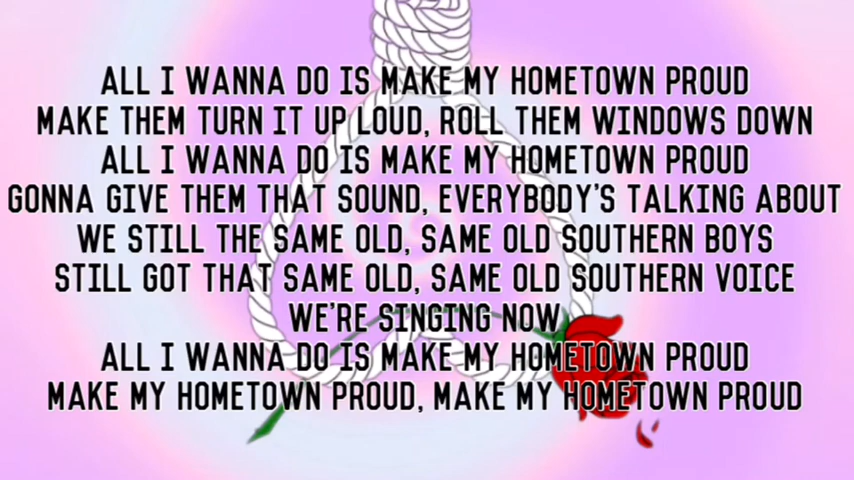 ALL I WANNA DO IS MAKE MY HOMETOWN PROUD
MAKE THEM TURN IT UP LOUD, ROLL THEM WINDOWS DOWN
ALL I WANNA DO IS MAKE MY HOMETOWN PROUD
GONNA GIVE THEM THAT SOUND, EVERYBODY'S TALKING ABOUT
WE STILL THE SAME OLD, SAME OLD SOUTHERN BOYS
STILL GOT THAT SAME OLD, SAME OLD SOUTHERN VOICE
WE'RE SINGING NOW
ALL I WANNA DO IS MAKE MY HOMETOWN PROUD
MAKE MY HOMETOWN PROUD, MAKE MY HOMETOWN PROUD